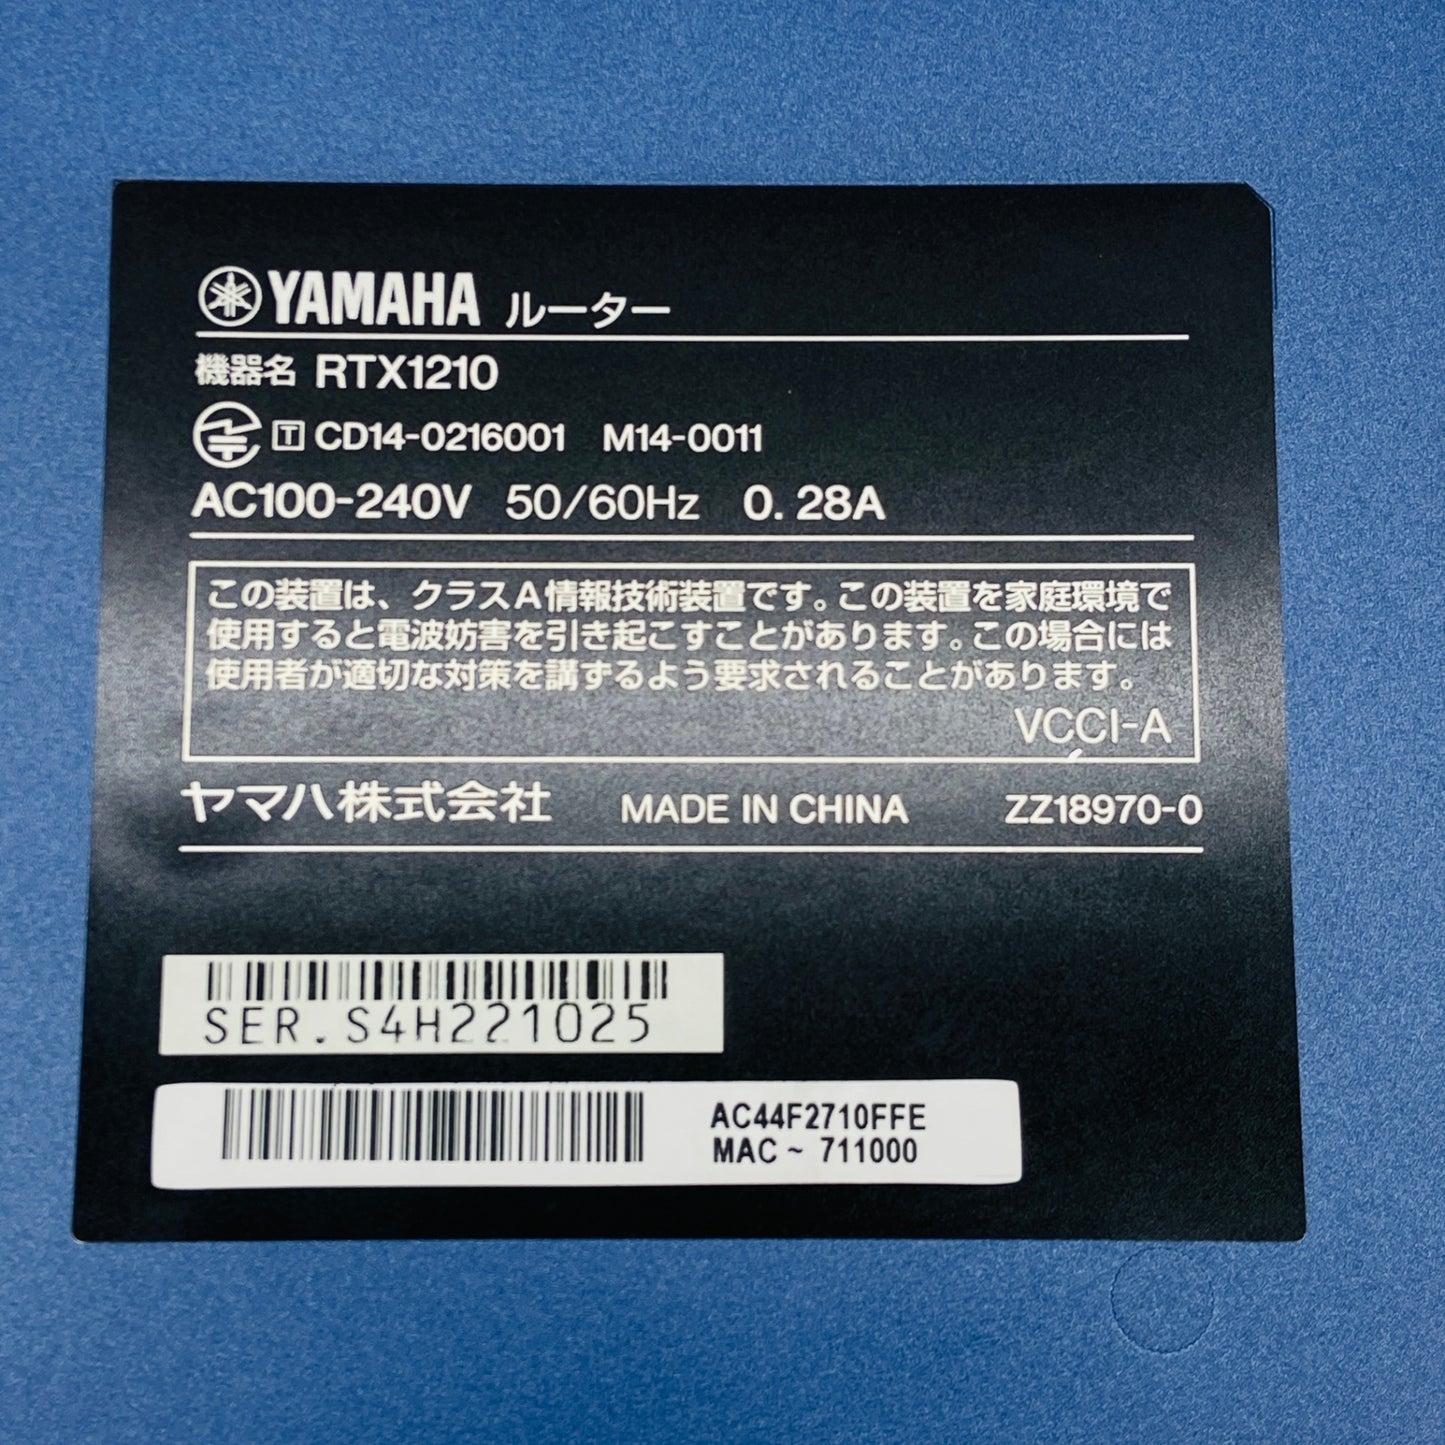 YAMAHA ルーター
機器名 RTX1210
T CD14-0216001 M14-0011
AC100-240V 50/60Hz 0.28A
この装置は、クラスA情報技術装置です。この装置を家庭環境で
使用すると電波妨害を引き起こすことがあります。この場合には
使用者が適切な対策を講ずるよう要求されることがあります。
VCCI-A
ヤマハ株式会社 MADE IN CHINA ZZ18970-0
SER.S4H221025
AC44F2710FFE
MAC ~ 711000